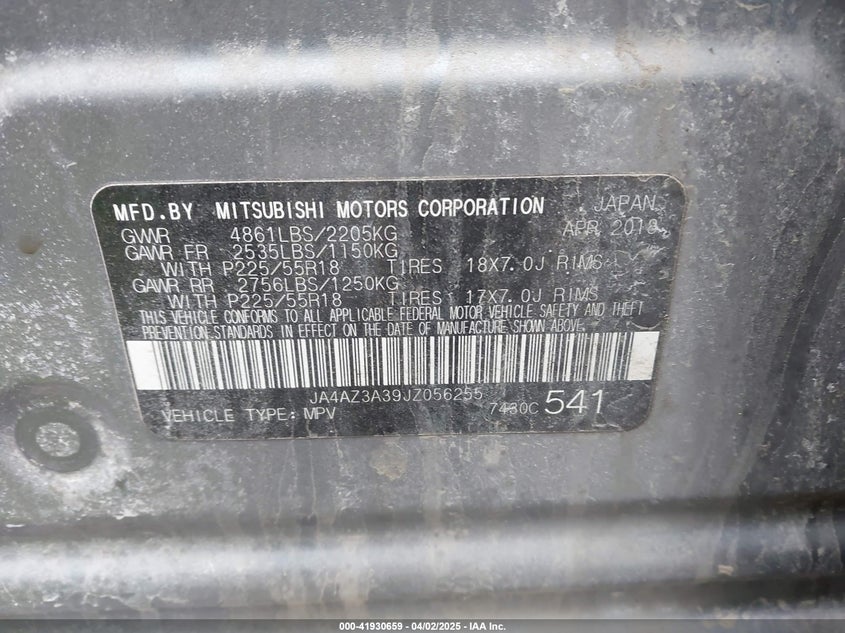 MFD.BY MITSUBISHI MOTORS CORPORATION JAPAN
GVWR 4861LBS/2205KG APR 2018
GAWR FR 2535LBS/1150KG
WITH P225/55R18 TIRES 18X7.0J RIMS
GAWR RR 2756LBS/1250KG
WITH P225/55R18 TIRES 17X7.0J RIMS
THIS VEHICLE CONFORMS TO ALL APPLICABLE FEDERAL MOTOR VEHICLE SAFETY AND THEFT
PREVENTION STANDARDS IN EFFECT ON THE DATE OF MANUFACTURE SHOWN ABOVE.
JA4AZ3A39JZ056255
VEHICLE TYPE: MPV 7430C 541
000-41930659 - 04/02/2025 - IAA Inc.